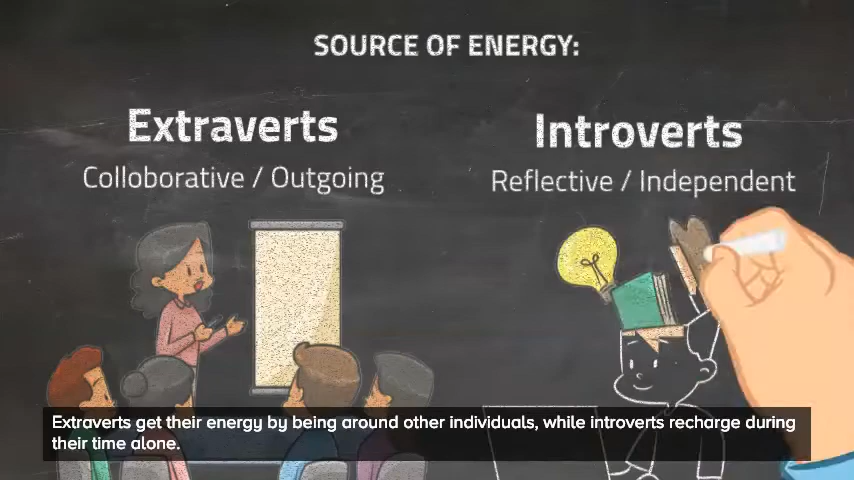 SOURCE OF ENERGY:
Extraverts
Colloborative / Outgoing
Introverts
Reflective / Independent
Extraverts get their energy by being around other individuals, while introverts recharge during
their time alone.